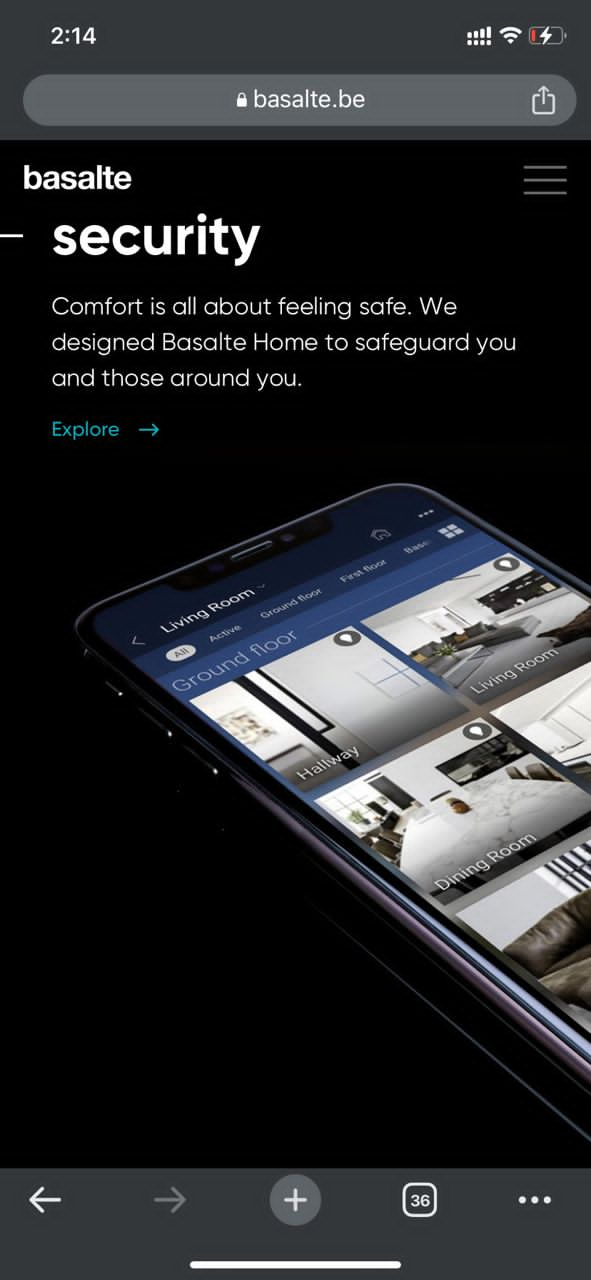 2:14
basalte.be
basalte
security
Comfort is all about feeling safe. We
designed Basalte Home to safeguard you
and those around you.
Explore
Living Room
All Active Ground floor First floor
Ground floor
Living Room
Hallway
Dining Room
36